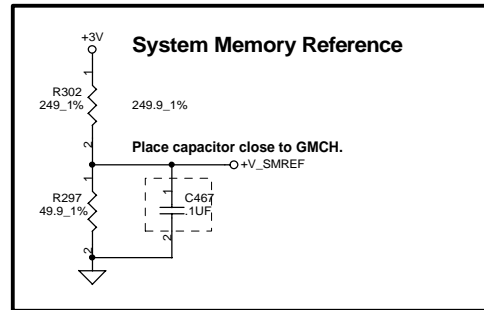 +3V
System Memory Reference
1
R302
249_1%
249.9_1%
2
Place capacitor close to GMCH.
+V_SMREF
1
R297
49.9_1%
2
1
C467
.1UF
2